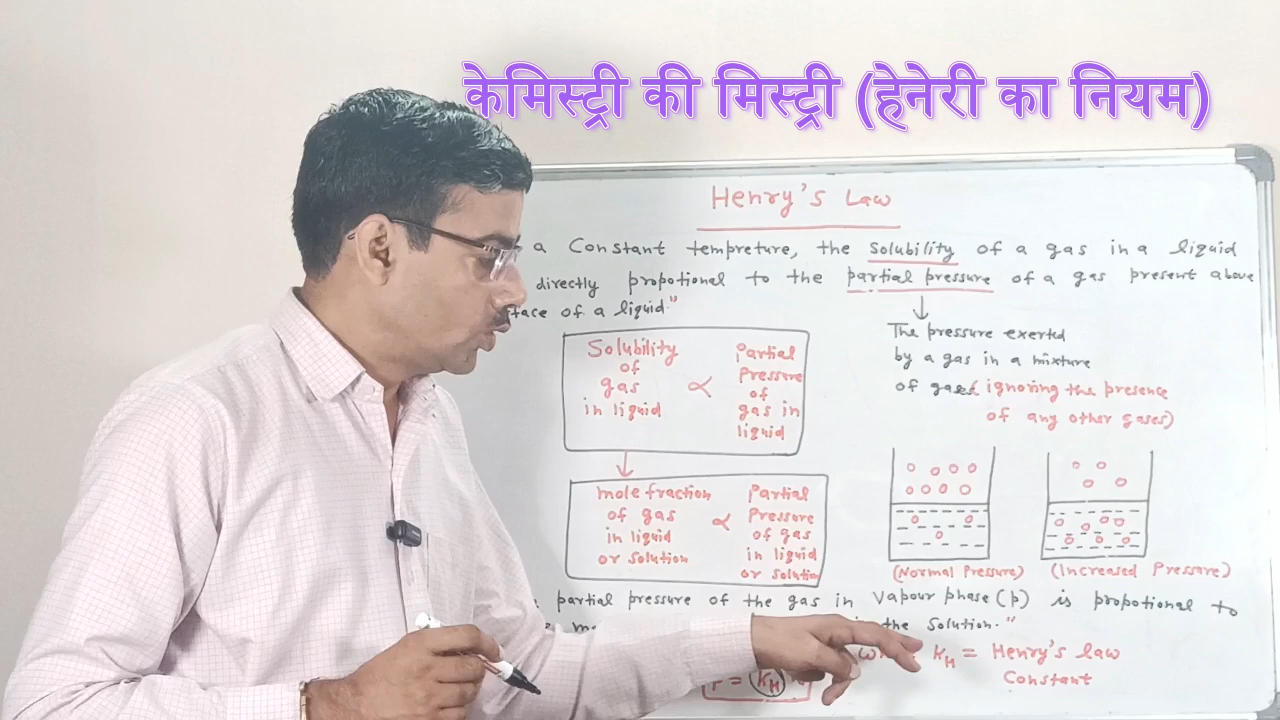 केमिस्ट्री की मिस्ट्री (हेनेरी का नियम)
Henry's Law
a Constant tempreture, the Solubility of a gas in a liquid
directly propotional to the partial pressure of a gas present above
face of a liquid"
Solubility
of
gas
in liquid
∝
Partial
Pressure
of
gas in
liquid
The pressure exerted
by a gas in a mixture
of gases ignoring the presence
of any other gases)
mole fraction
of gas
in liquid
or solution
∝
Partial
Pressure
of gas
in liquid
or solution
(Normal Pressure)
(Increased Pressure)
partial pressure of the gas in Vapour phase (p) is propotional to
the Solution."
KH = Henry's law
Constant
= KH